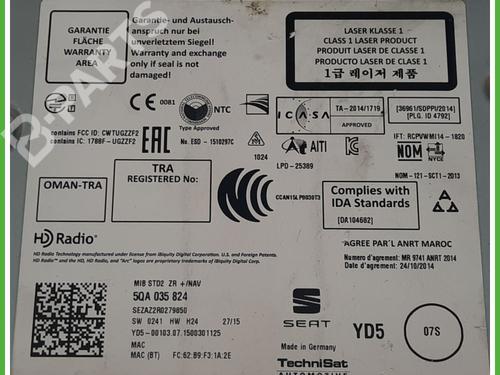 GARANTIE
FLÄCHE
WARRANTY
AREA
Garantie- und Austausch-
anspruch nur bei
unverletztem Siegel!
Warranty and exchange
only if seal is not
damaged!
LASER KLASSE 1
CLASS 1 LASER PRODUCT
PRODUIT LASER DE CLASSE 1
PRODUCTO LASER DE CLASE 1
1급 레이저 제품
B-PARTS
CE 0081
NTC
Type Approved
No: ESD - 1510297C
contains FCC ID: CWTUGZZF2
contains IC: 1788F-UGZZF2
EAC
1024
ICASA
TA-2014/1719
APPROVED
[36961/SDPPI/2014]
[PLG. ID 4792]
AITI
LPD-25389
IFT: RCPVWMI14-1820
NOM
NYCE
NOM-121-SCT1-2013
OMAN-TRA
TRA
REGISTERED No:
CCAN15LP0030T3
Complies with
IDA Standards
[DA104682]
HD Radio
HD Radio Technology manufactured under license from iBiquity Digital Corporation. U.S. and Foreign Patents.
HD Radio™ and the HD, HD Radio, and "Arc" logos are proprietary trademarks of iBiquity Digital Corp.
AGREE PAR L ANRT MAROC
Numero d'agrement: MR 9741 ANRT 2014
Date d'agrement: 24/10/2014
MIB STD2 ZR +/NAV
5QA 035 824
SEZAZ2R0279850
SW 0241 HW H24 27/15
YD5-00103.07.1500301125
MAC
MAC (BT) FC:62:B9:F3:1A:2E
SEAT
Made in Germany
TechniSat
AUTOMOTIVE
YD5
07S